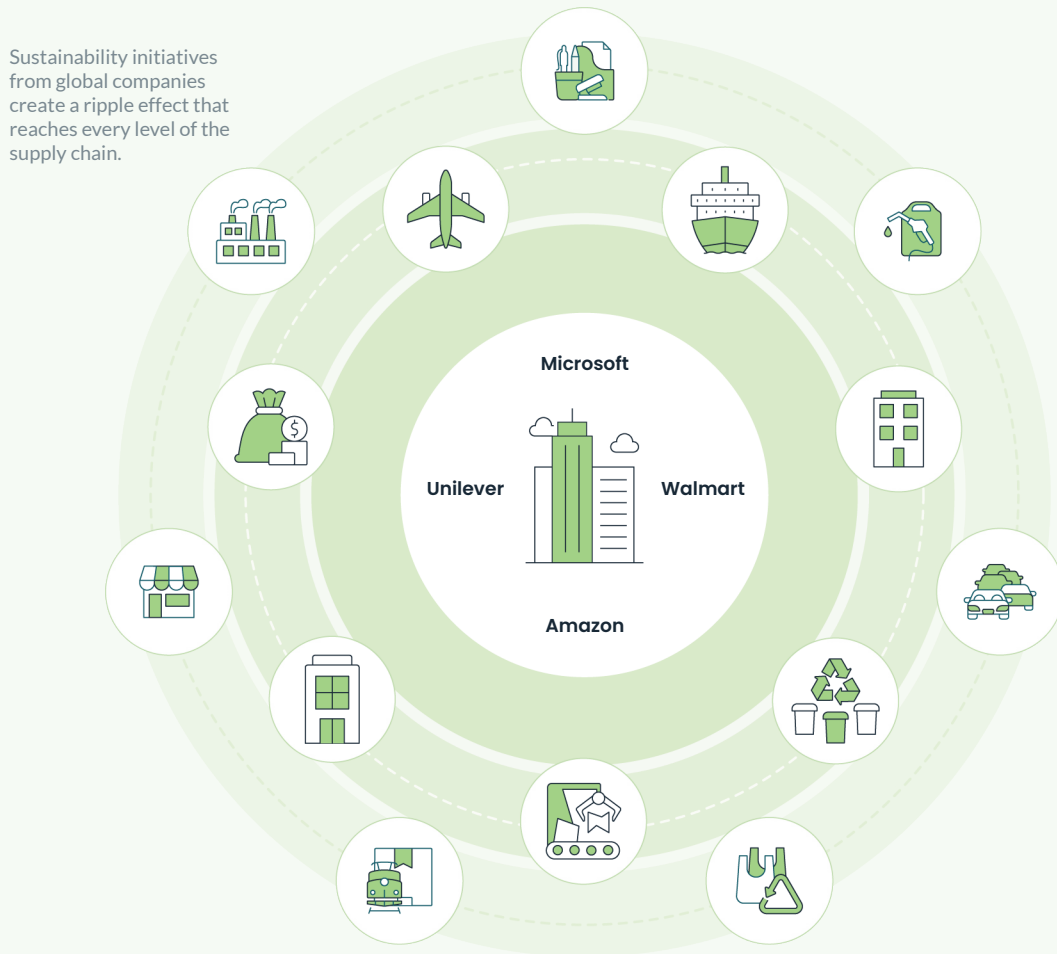 Sustainability initiatives
from global companies
create a ripple effect that
reaches every level of the
supply chain.
Microsoft
Unilever
Walmart
Amazon
$